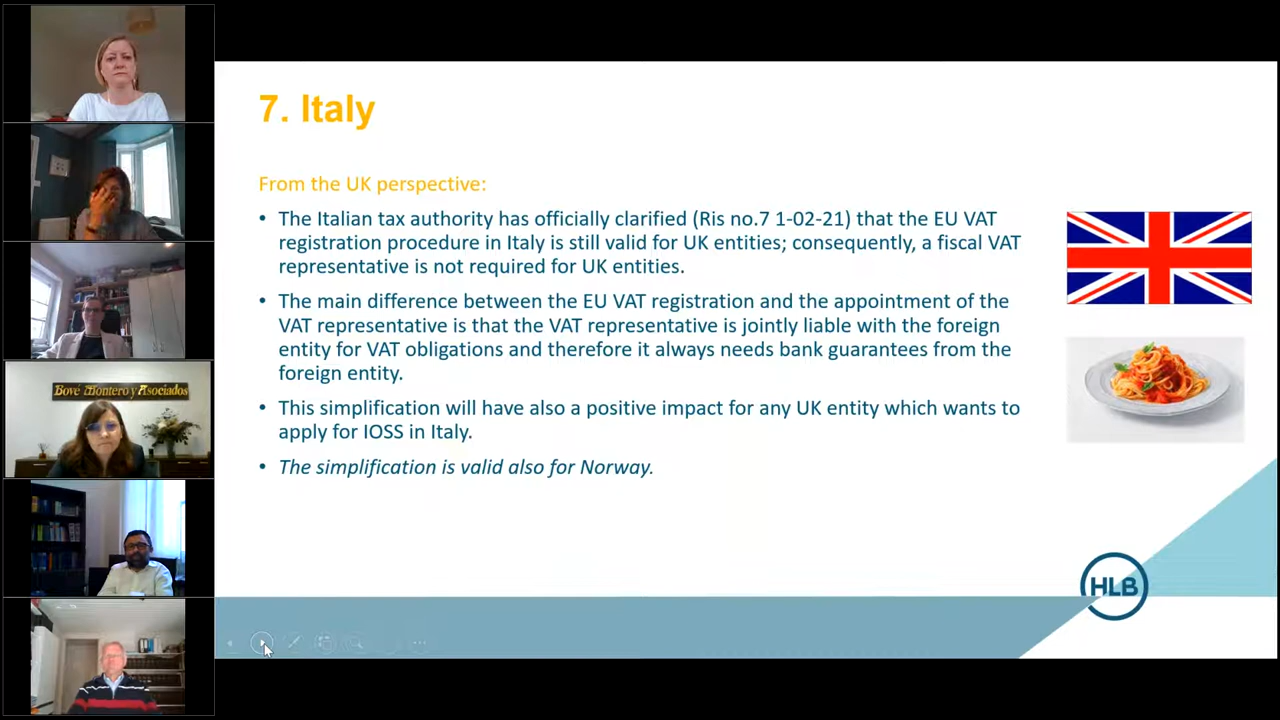 7. Italy
From the UK perspective:
• The Italian tax authority has officially clarified (Ris no.7 1-02-21) that the EU VAT
registration procedure in Italy is still valid for UK entities; consequently, a fiscal VAT
representative is not required for UK entities.
• The main difference between the EU VAT registration and the appointment of the
VAT representative is that the VAT representative is jointly liable with the foreign
entity for VAT obligations and therefore it always needs bank guarantees from the
foreign entity.
• This simplification will have also a positive impact for any UK entity which wants to
apply for IOSS in Italy.
• The simplification is valid also for Norway.
HLB
Bové Montero y Asociados